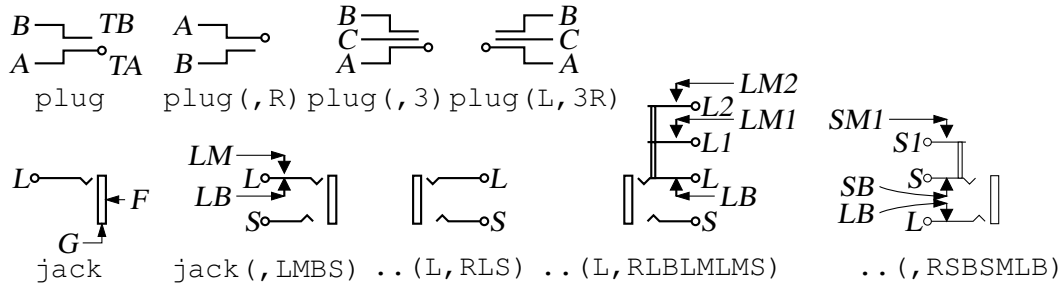 B TB
A TA
plug
A
B
plug(,R)
B
C
A
plug(,3)
B
C
A
plug(L,3R)
L
F
G
jack
LM
L
LB
S
jack(,LMBS)
L
S
..(L,RLS)
LM2
L2
LM1
L1
L
LB
S
..(L,RLBLMLMS)
SM1
S1
S
SB
LB
L
..(,RSBSMLB)